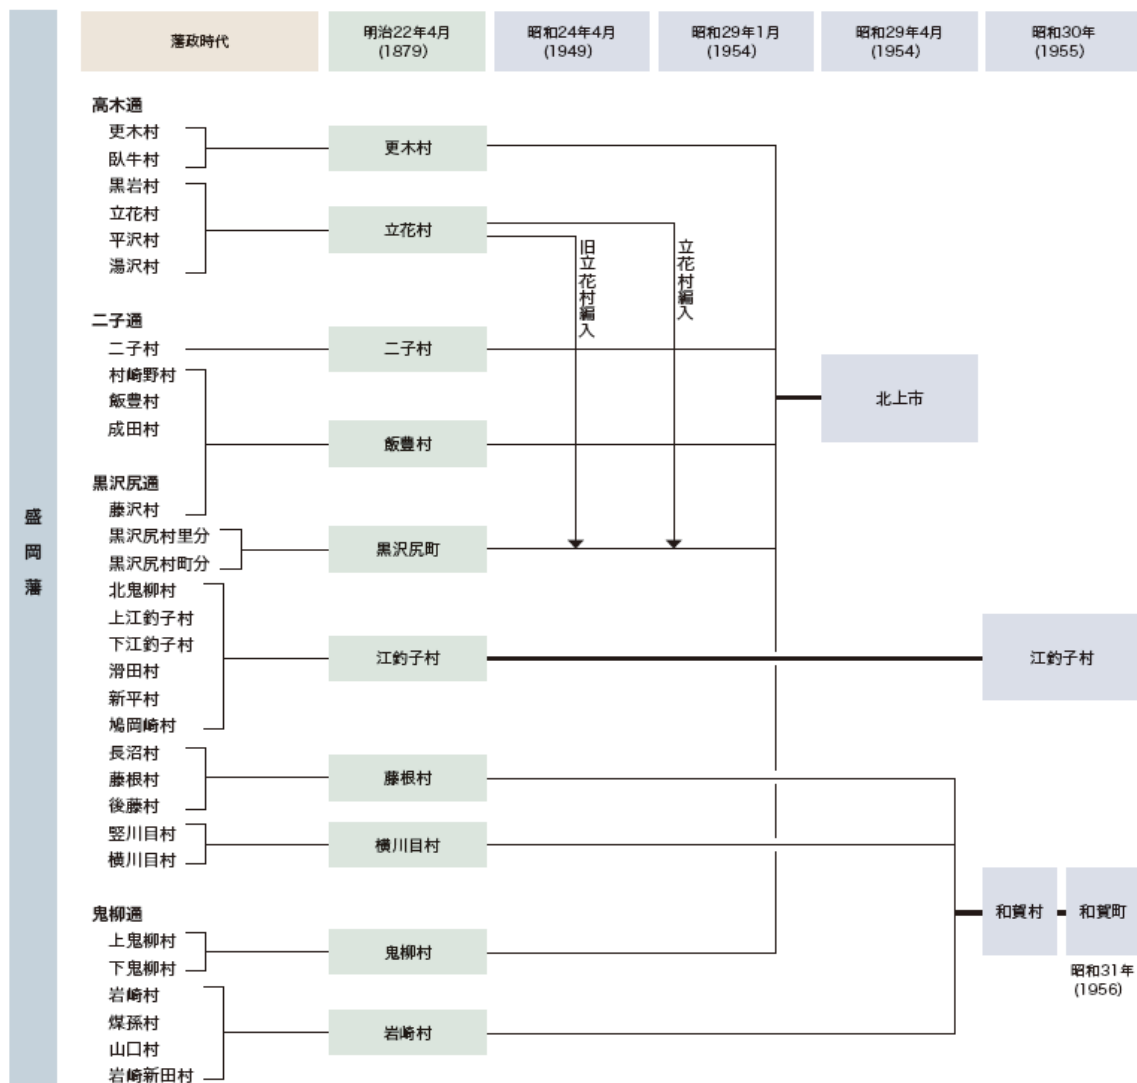 藩政時代
明治22年4月
(1879)
昭和24年4月
(1949)
昭和29年1月
(1954)
昭和29年4月
(1954)
昭和30年
(1955)
盛岡藩
高木通
更木村
臥牛村
黒岩村
立花村
平沢村
湯沢村
二子通
二子村
村崎野村
飯豊村
成田村
黒沢尻通
藤沢村
黒沢尻村里分
黒沢尻村町分
北鬼柳村
上江釣子村
下江釣子村
滑田村
新平村
鳩岡崎村
長沼村
藤根村
後藤村
竪川目村
横川目村
鬼柳通
上鬼柳村
下鬼柳村
岩崎村
煤孫村
山口村
岩崎新田村
更木村
立花村
二子村
飯豊村
黒沢尻町
江釣子村
藤根村
横川目村
鬼柳村
岩崎村
旧立花村編入
立花村編入
北上市
江釣子村
和賀村
和賀町
昭和31年
(1956)